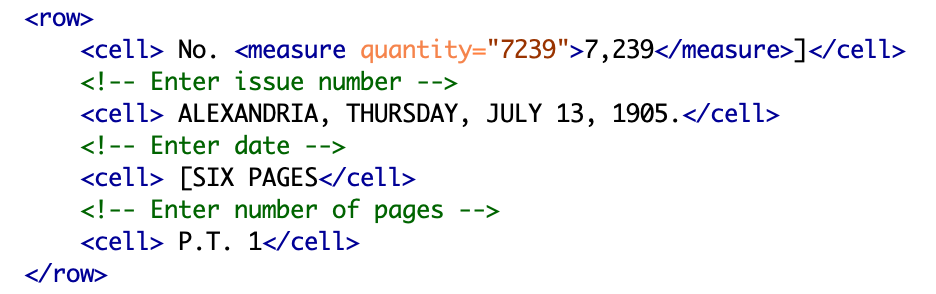 <row>
<cell> No. <measure quantity="7239">7,239</measure>]</cell>
<!-- Enter issue number -->
<cell> ALEXANDRIA, THURSDAY, JULY 13, 1905.</cell>
<!-- Enter date -->
<cell> [SIX PAGES</cell>
<!-- Enter number of pages -->
<cell> P.T. 1</cell>
</row>